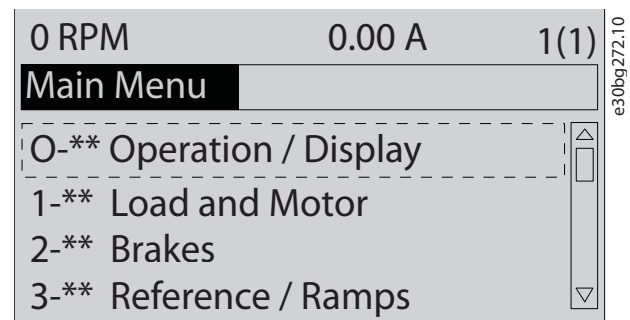 0 RPM 0.00 A 1(1)
Main Menu
O-** Operation / Display
1-** Load and Motor
2-** Brakes
3-** Reference / Ramps
e30bg272.10